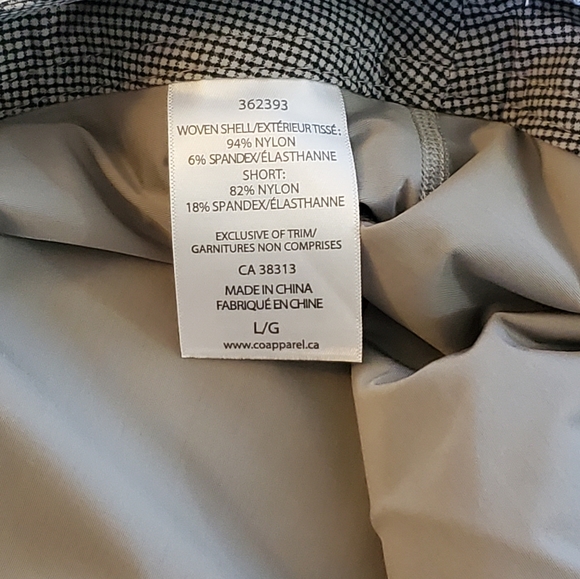 362393
WOVEN SHELL/EXTÉRIEUR TISSÉ:
94% NYLON
6% SPANDEX/ÉLASTHANNE
SHORT:
82% NYLON
18% SPANDEX/ÉLASTHANNE
EXCLUSIVE OF TRIM/
GARNITURES NON COMPRISES
CA 38313
MADE IN CHINA
FABRIQUÉ EN CHINE
L/G
www.coapparel.ca